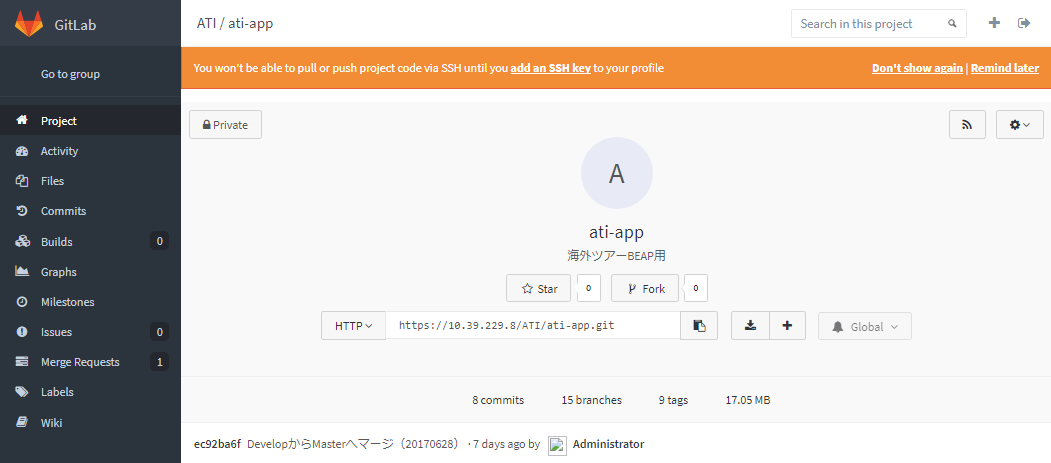 GitLab
ATI / ati-app
Search in this project
Go to group
You won't be able to pull or push project code via SSH until you add an SSH key to your profile
Don't show again | Remind later
Project
Activity
Files
Commits
Builds 0
Graphs
Milestones
Issues 0
Merge Requests 1
Labels
Wiki
Private
A
ati-app
海外ツアーBEAP用
Star 0 Fork 0
HTTP https://10.39.229.8/ATI/ati-app.git Global
8 commits 15 branches 9 tags 17.05 MB
ec92ba6f DevelopからMasterへマージ（20170628） · 7 days ago by Administrator